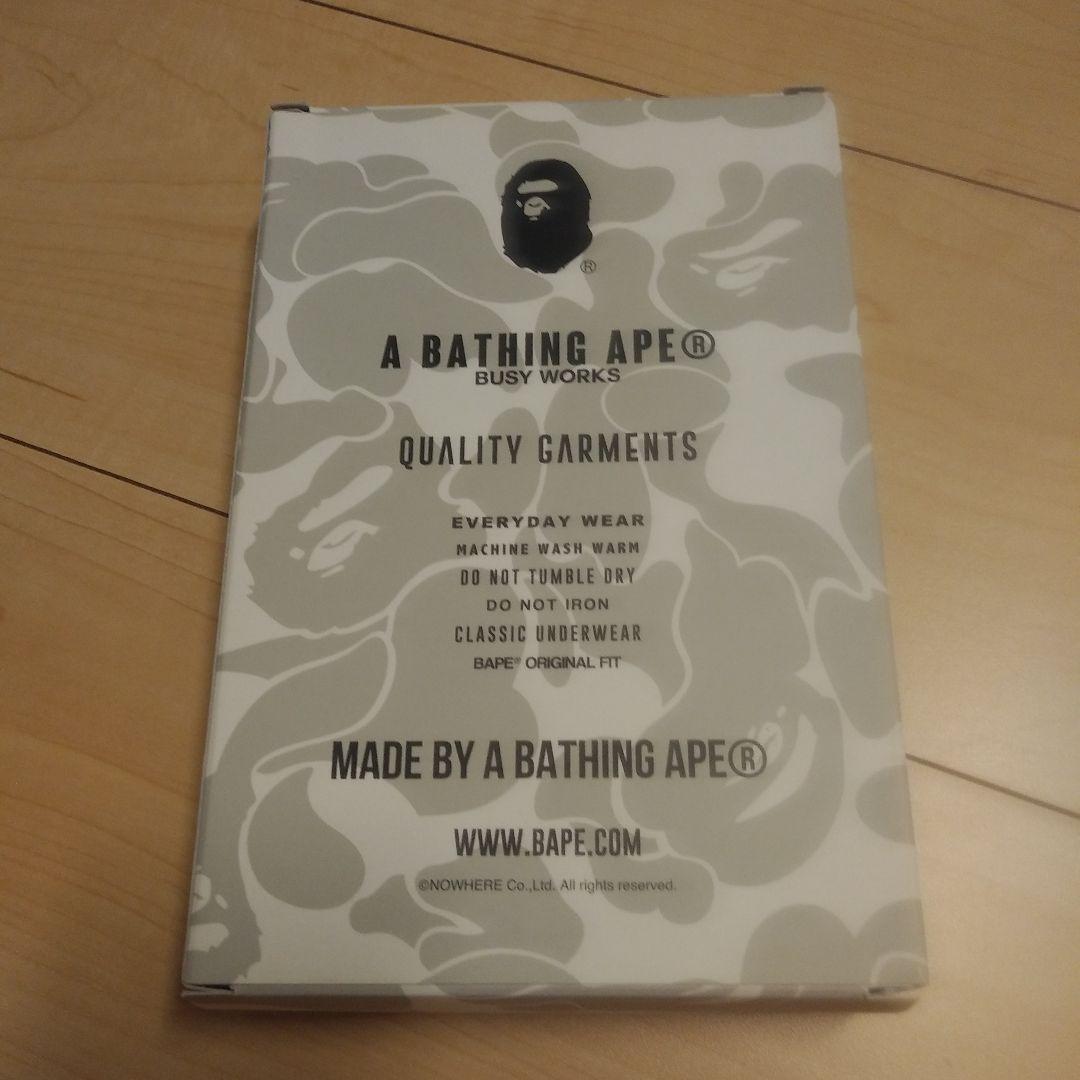 ®
A BATHING APE®
BUSY WORKS
QUALITY GARMENTS
EVERYDAY WEAR
MACHINE WASH WARM
DO NOT TUMBLE DRY
DO NOT IRON
CLASSIC UNDERWEAR
BAPE® ORIGINAL FIT
MADE BY A BATHING APE®
WWW.BAPE.COM
©NOWHERE Co.,Ltd. All rights reserved.